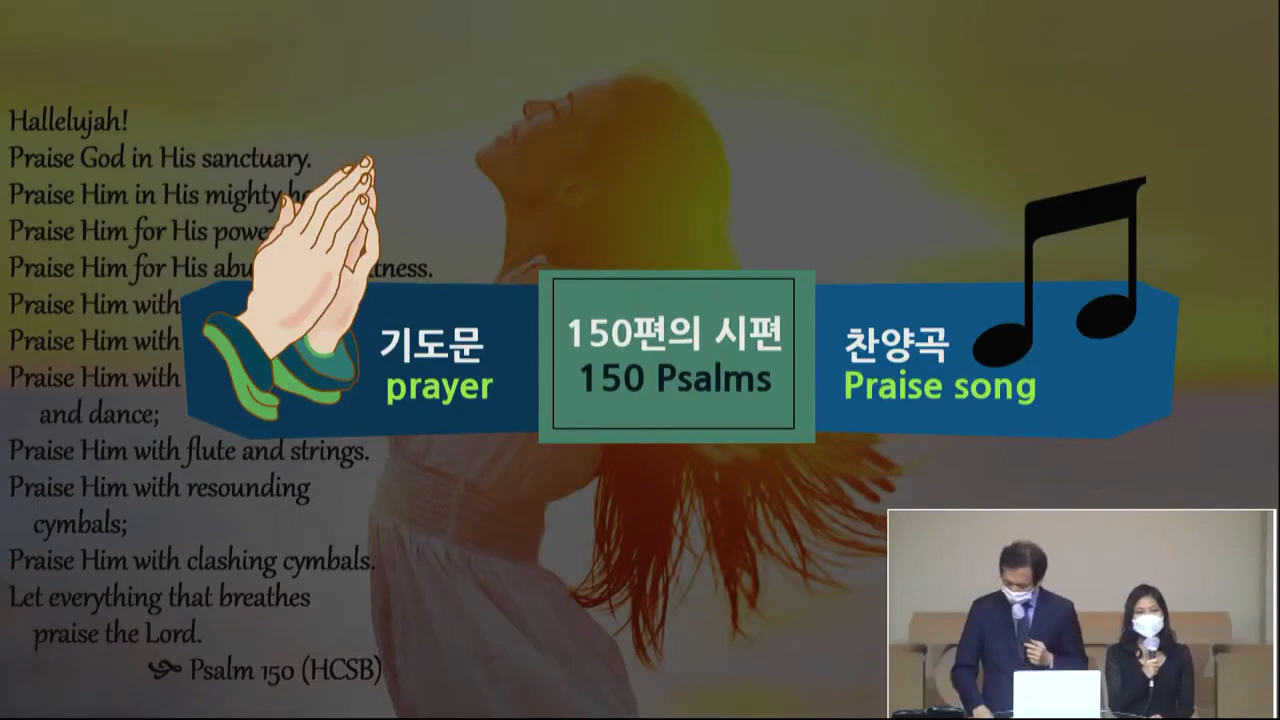 Hallelujah!
Praise God in His sanctuary.
Praise Him in His mighty
Praise Him for His
Praise Him for His
Praise Him with
Praise Him with
Praise Him with
and dance;
Praise Him with flute and strings.
Praise Him with resounding
cymbals;
Praise Him with clashing cymbals.
Let everything that breathes
praise the Lord.
Psalm 150 (HCSB)
기도문
prayer
150편의 시편
150 Psalms
찬양곡
Praise song